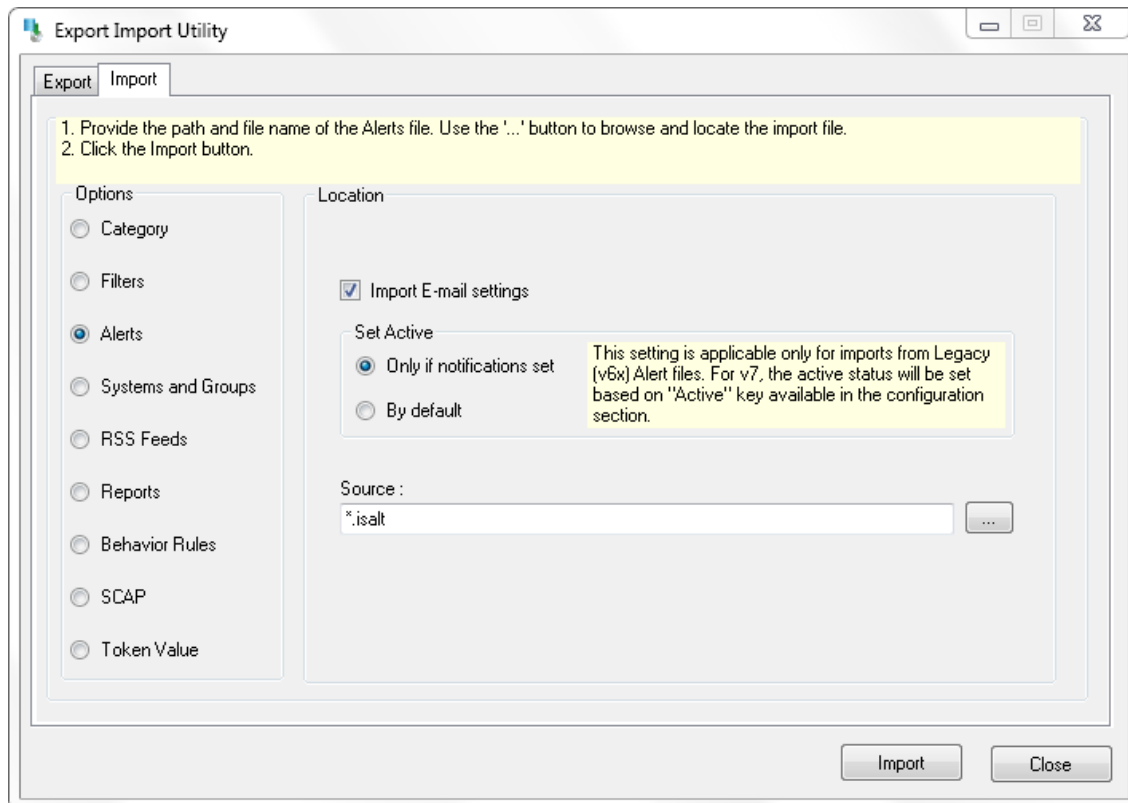 Export Import Utility
Export
Import
1. Provide the path and file name of the Alerts file. Use the '...' button to browse and locate the import file.
2. Click the Import button.
Options
Category
Filters
Alerts
Systems and Groups
RSS Feeds
Reports
Behavior Rules
SCAP
Token Value
Location
Import E-mail settings
Set Active
Only if notifications set
By default
This setting is applicable only for imports from Legacy
(v6x) Alert files. For v7, the active status will be set
based on "Active" key available in the configuration
section.
Source :
*.isalt
...
Import
Close